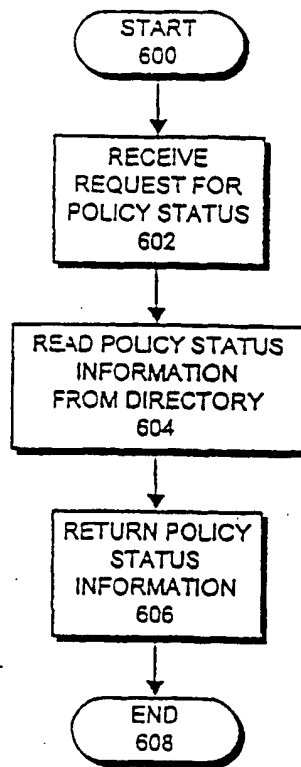 START
600
RECEIVE
REQUEST FOR
POLICY STATUS
602
READ POLICY STATUS
INFORMATION
FROM DIRECTORY
604
RETURN POLICY
STATUS
INFORMATION
606
END
608